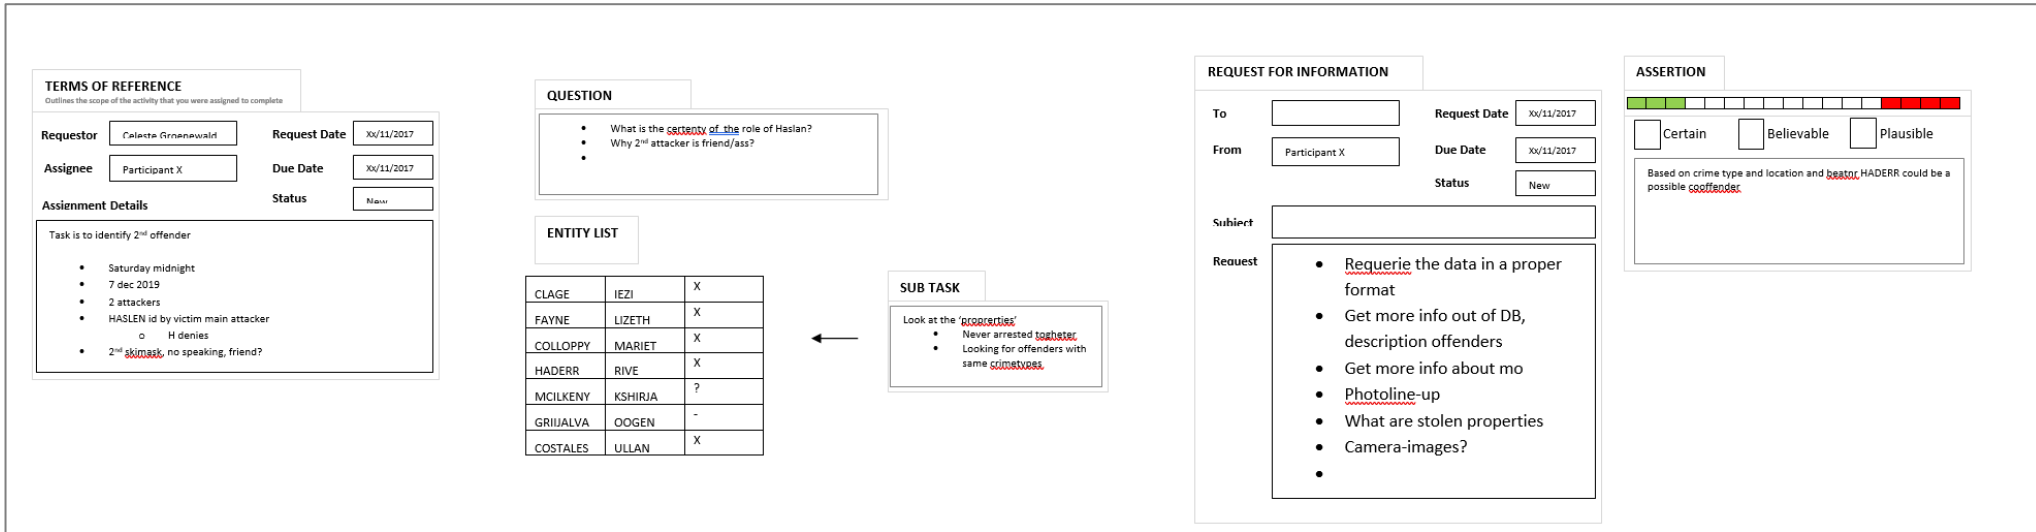 TERMS OF REFERENCE
Outlines the scope of the activity that you were assigned to complete
Requestor
Celeste Groenewald
Request Date
Xx/11/2017
Assignee
Participant X
Due Date
Xx/11/2017
Status
New
Assignment Details
Task is to identify 2nd offender
• Saturday midnight
• 7 dec 2019
• 2 attackers
• HASLEN id by victim main attacker
o H denies
• 2nd skimask, no speaking, friend?
QUESTION
• What is the certenty of the role of Haslan?
• Why 2nd attacker is friend/ass?
•
ENTITY LIST
CLAGE IEZI X
FAYNE LIZETH X
COLLOPPY MARIET X
HADERR RIVE X
MCILKENY KSHIRJA ?
GRIJALVA OOGEN -
COSTALES ULLAN X
SUB TASK
Look at the ‘proprerties’
• Never arrested togheter
• Looking for offenders with
same crimetypes
REQUEST FOR INFORMATION
To
Request Date
Xx/11/2017
From
Participant X
Due Date
Xx/11/2017
Status
New
Subject
Request
• Requerie the data in a proper
format
• Get more info out of DB,
description offenders
• Get more info about mo
• Photoline-up
• What are stolen properties
• Camera-images?
•
ASSERTION
Certain
Believable
Plausible
Based on crime type and location and beatnr HADERR could be a
possible cooffender